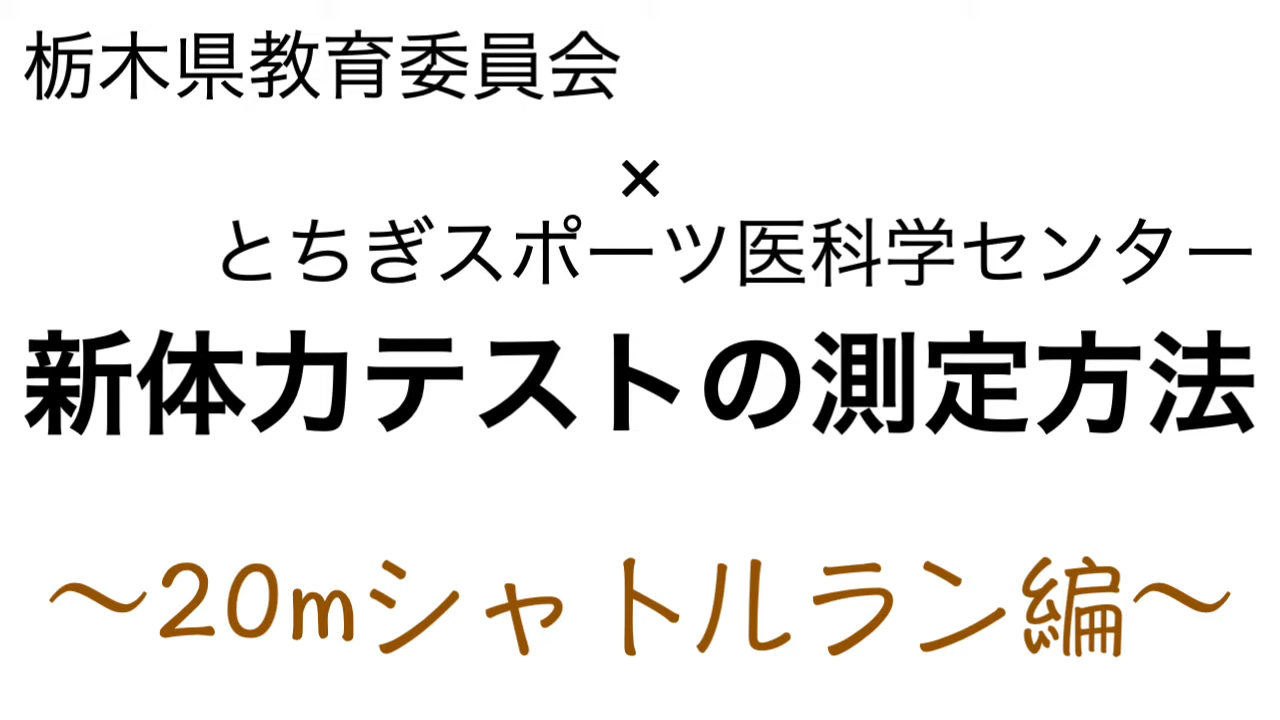 栃木県教育委員会
×
とちぎスポーツ医科学センター
新体力テストの測定方法
～20mシャトルラン編～